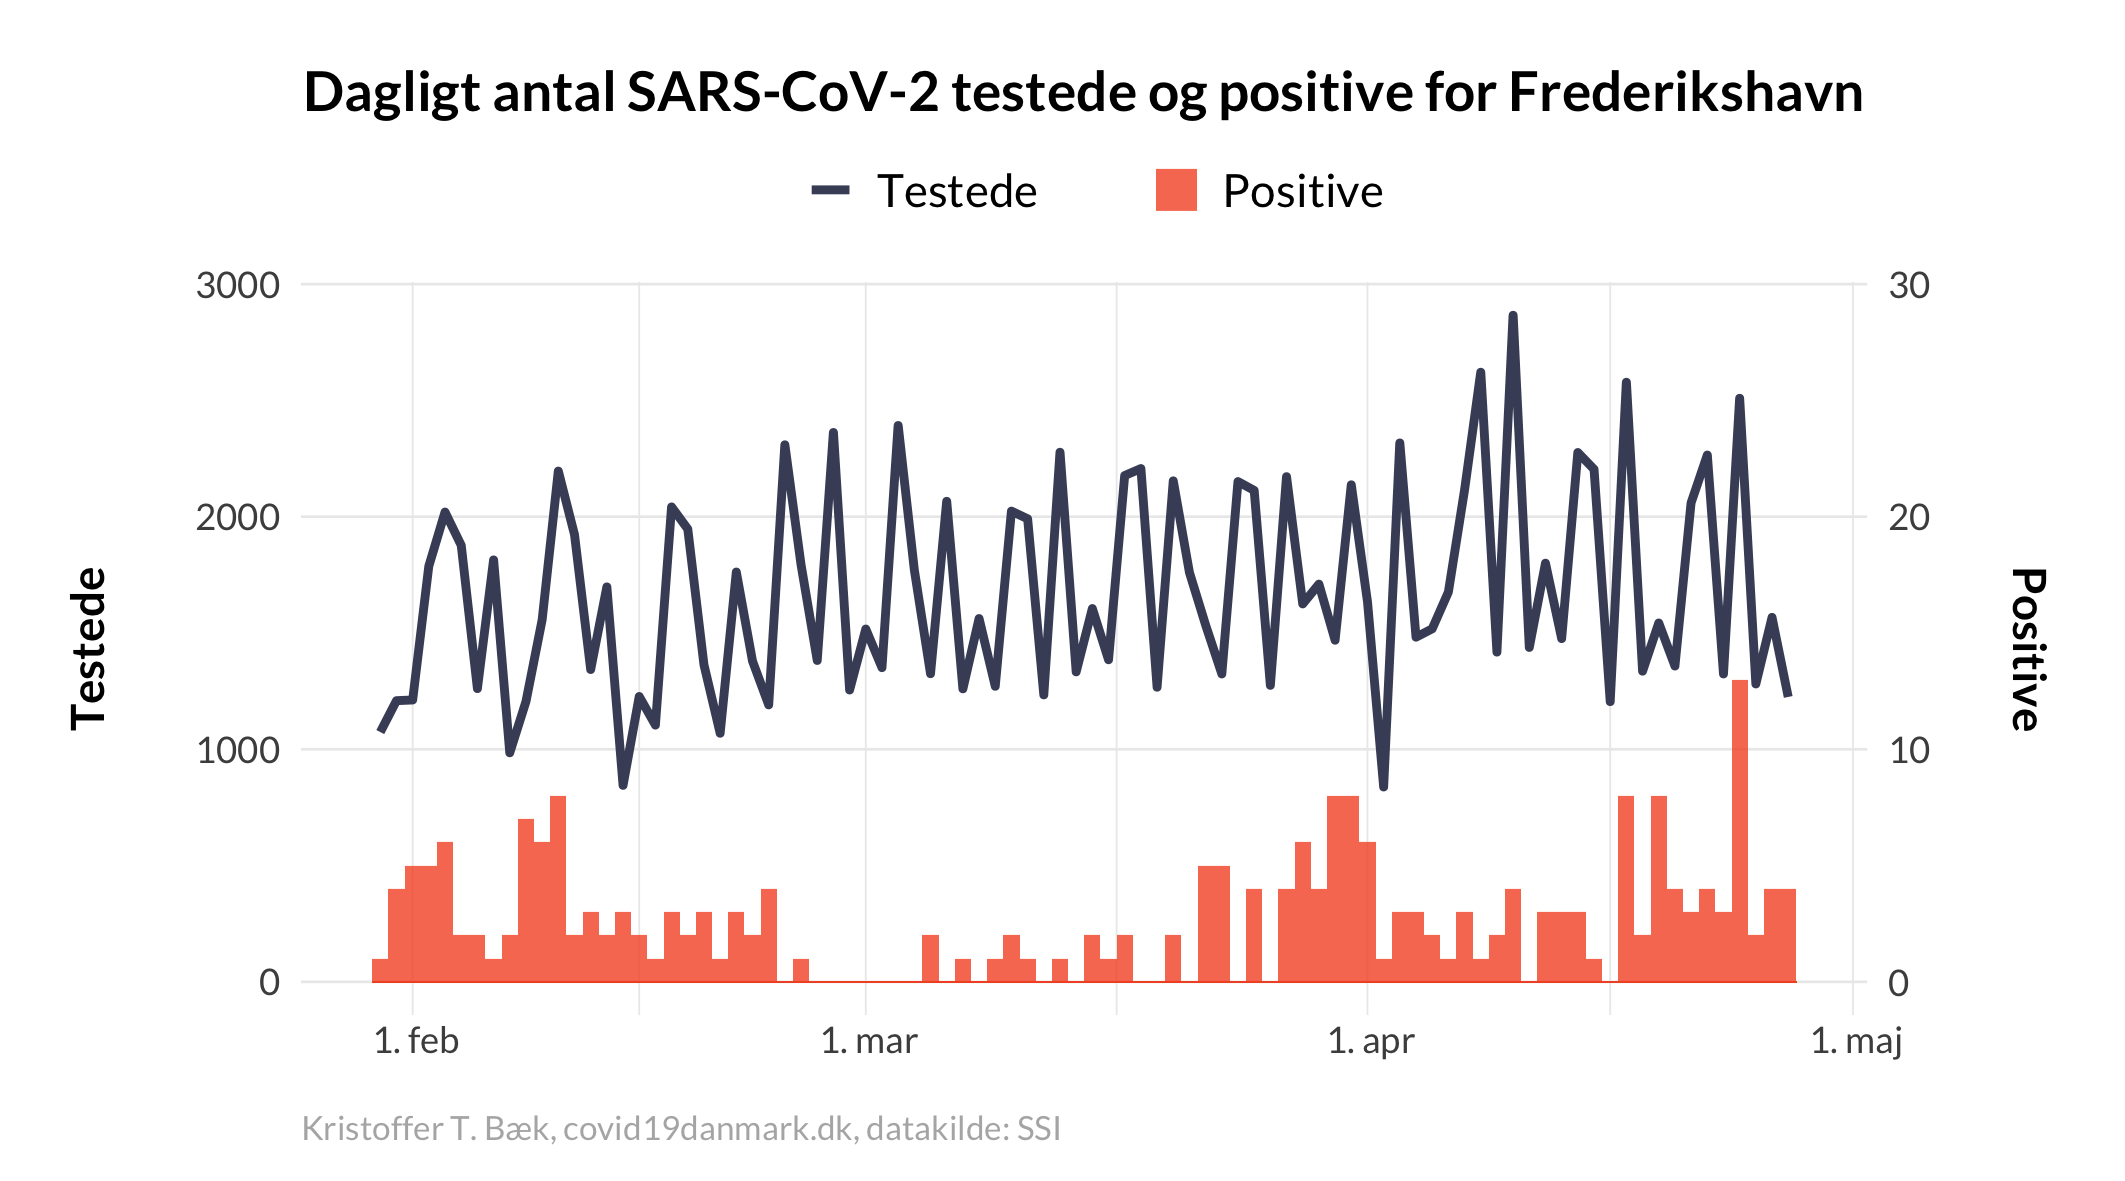 Dagligt antal SARS-CoV-2 testede og positive for Frederikshavn
Testede
Positive
3000
2000
1000
0
Testede
30
20
10
0
Positive
1. feb
1. mar
1. apr
1. maj
Kristoffer T. Bæk, covid19danmark.dk, datakilde: SSI